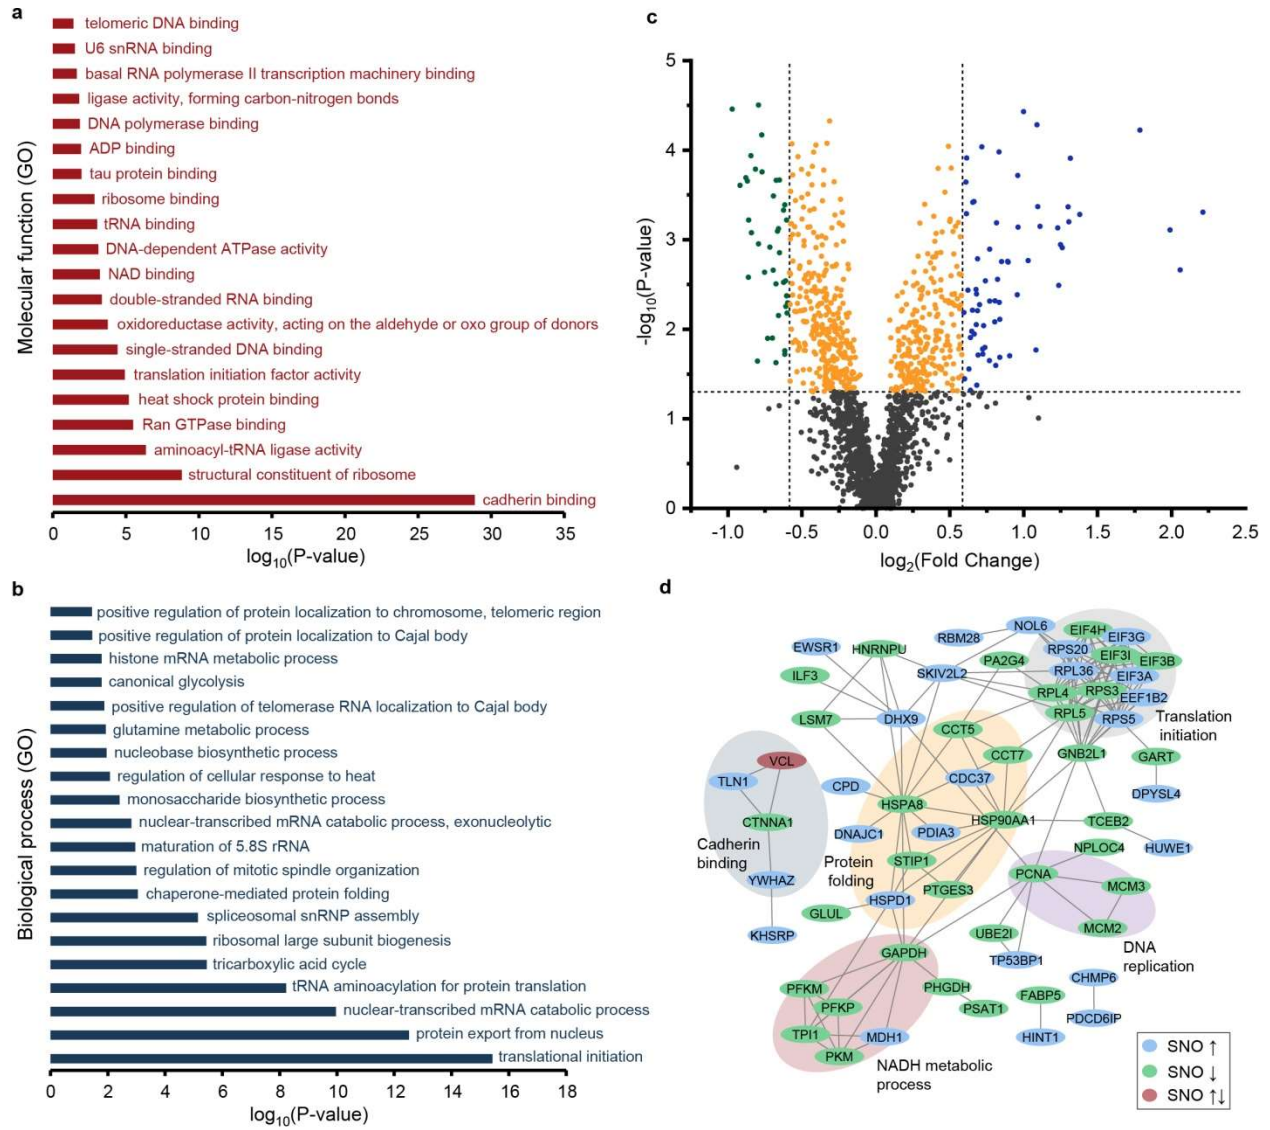 a
Molecular function (GO)
telomeric DNA binding
U6 snRNA binding
basal RNA polymerase II transcription machinery binding
ligase activity, forming carbon-nitrogen bonds
DNA polymerase binding
ADP binding
tau protein binding
ribosome binding
tRNA binding
DNA-dependent ATPase activity
NAD binding
double-stranded RNA binding
oxidoreductase activity, acting on the aldehyde or oxo group of donors
single-stranded DNA binding
translation initiation factor activity
heat shock protein binding
Ran GTPase binding
aminoacyl-tRNA ligase activity
structural constituent of ribosome
cadherin binding
0 5 10 15 20 25 30 35
log10(P-value)
b
Biological process (GO)
positive regulation of protein localization to chromosome, telomeric region
positive regulation of protein localization to Cajal body
histone mRNA metabolic process
canonical glycolysis
positive regulation of telomerase RNA localization to Cajal body
glutamine metabolic process
nucleobase biosynthetic process
regulation of cellular response to heat
monosaccharide biosynthetic process
nuclear-transcribed mRNA catabolic process, exonucleolytic
maturation of 5.8S rRNA
regulation of mitotic spindle organization
chaperone-mediated protein folding
spliceosomal snRNP assembly
ribosomal large subunit biogenesis
tricarboxylic acid cycle
tRNA aminoacylation for protein translation
nuclear-transcribed mRNA catabolic process
protein export from nucleus
translational initiation
0 2 4 6 8 10 12 14 16 18
log10(P-value)
c
-log10(P-value)
5
4
3
2
1
0
-1.0 -0.5 0.0 0.5 1.0 1.5 2.0 2.5
log2(Fold Change)
d
NOL6
EIF4H
RBM28
EIF3G
EWSR1
HNRNPU
RPS20
EIF3I
EIF3B
PA2G4
ILF3
SKIV2L2
RPL36
EIF3A
RPL4
RPS3
EEF1B2
LSM7
DHX9
RPL5
RPS5
Translation
initiation
CCT5
CCT7
GNB2L1
GART
VCL
TLN1
CPD
CDC37
DPYSL4
HSPA8
CTNNA1
DNAJC1
PDIA3
HSP90AA1
TCEB2
HUWE1
Cadherin
binding
Protein
folding
STIP1
NPLOC4
YWHAZ
HSPD1
PTGES3
PCNA
MCM3
GLUL
MCM2
KHSRP
UBE2I
DNA
replication
GAPDH
TP53BP1
CHMP6
PFKM
PHGDH
FABP5
PFKP
PSAT1
PDCD6IP
TPI1
MDH1
HINT1
PKM
NADH metabolic
process
SNO ↑
SNO ↓
SNO ↑↓